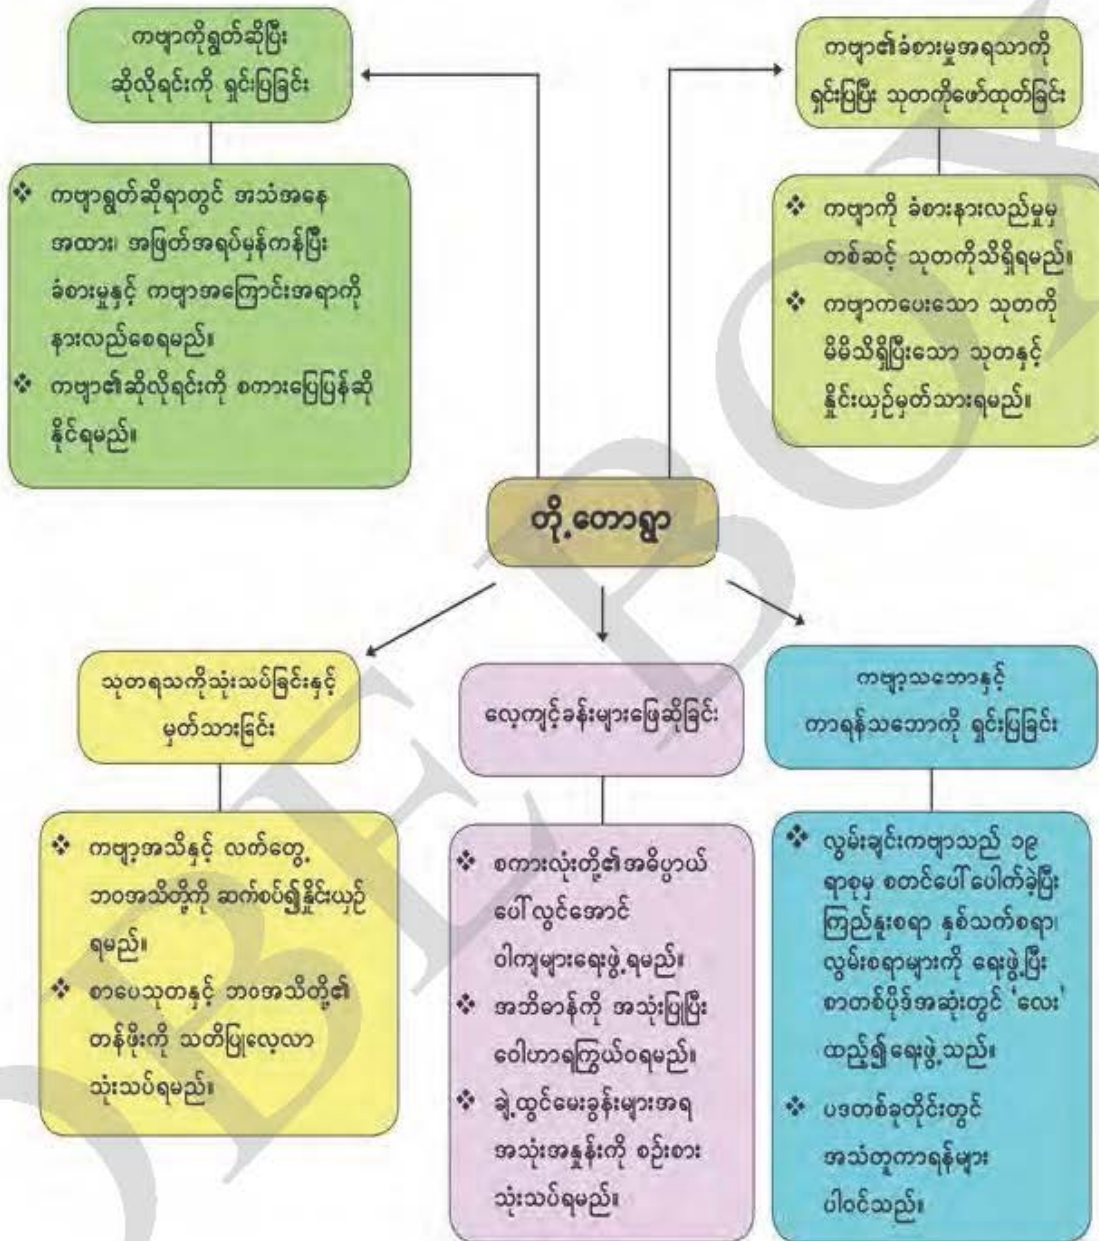 ကဗျာကိုရွတ်ဆိုပြီး
ဆိုလိုရင်းကို ရှင်းပြခြင်း
❖ ကဗျာရွတ်ဆိုရာတွင် အသံအနေ
အထား၊ အဖြတ်အရပ်မှန်ကန်ပြီး
ခံစားမှုနှင့် ကဗျာအကြောင်းအရာကို
နားလည်စေရမည်။
❖ ကဗျာ၏ဆိုလိုရင်းကို စကားပြေပြန်ဆို
နိုင်ရမည်။
ကဗျာ၏ခံစားမှုအရသာကို
ရှင်းပြပြီး သုတကိုဖော်ထုတ်ခြင်း
❖ ကဗျာကို ခံစားနားလည်မှုမှ
တစ်ဆင့် သုတကိုသိရှိရမည်။
❖ ကဗျာကပေးသော သုတကို
မိမိသိရှိပြီးသော သုတနှင့်
နှိုင်းယှဉ်မှတ်သားရမည်။
တို့တောရွာ
သုတရသကိုသုံးသပ်ခြင်းနှင့်
မှတ်သားခြင်း
❖ ကဗျာ့အသိနှင့် လက်တွေ့
ဘဝအသိတို့ကို ဆက်စပ်၍နှိုင်းယှဉ်
ရမည်။
❖ စာပေသုတနှင့် ဘဝအသိတို့၏
တန်ဖိုးကို သတိပြုလေ့လာ
သုံးသပ်ရမည်။
လေ့ကျင့်ခန်းများဖြေဆိုခြင်း
❖ စကားလုံးတို့၏အဓိပ္ပာယ်
ပေါ်လွင်အောင်
ဝါကျများရေးဖွဲ့ရမည်။
❖ အဘိဓာန်ကို အသုံးပြုပြီး
ဝေါဟာရကြွယ်ဝရမည်။
❖ ချဲ့ထွင်မေးခွန်းများအရ
အသုံးအနှုန်းကို စဉ်းစား
သုံးသပ်ရမည်။
ကဗျာ့သဘောနှင့်
ကာရန်သဘောကို ရှင်းပြခြင်း
❖ လွမ်းချင်းကဗျာသည် ၁၉
ရာစုမှ စတင်ပေါ်ပေါက်ခဲ့ပြီး
ကြည်နူးစရာ နှစ်သက်စရာ၊
လွမ်းစရာများကို ရေးဖွဲ့ပြီး
စာတစ်ပိုဒ်အဆုံးတွင် 'လေး'
ထည့်၍ရေးဖွဲ့သည်။
❖ ပဒတစ်ခုတိုင်းတွင်
အသံတူကာရန်များ
ပါဝင်သည်။